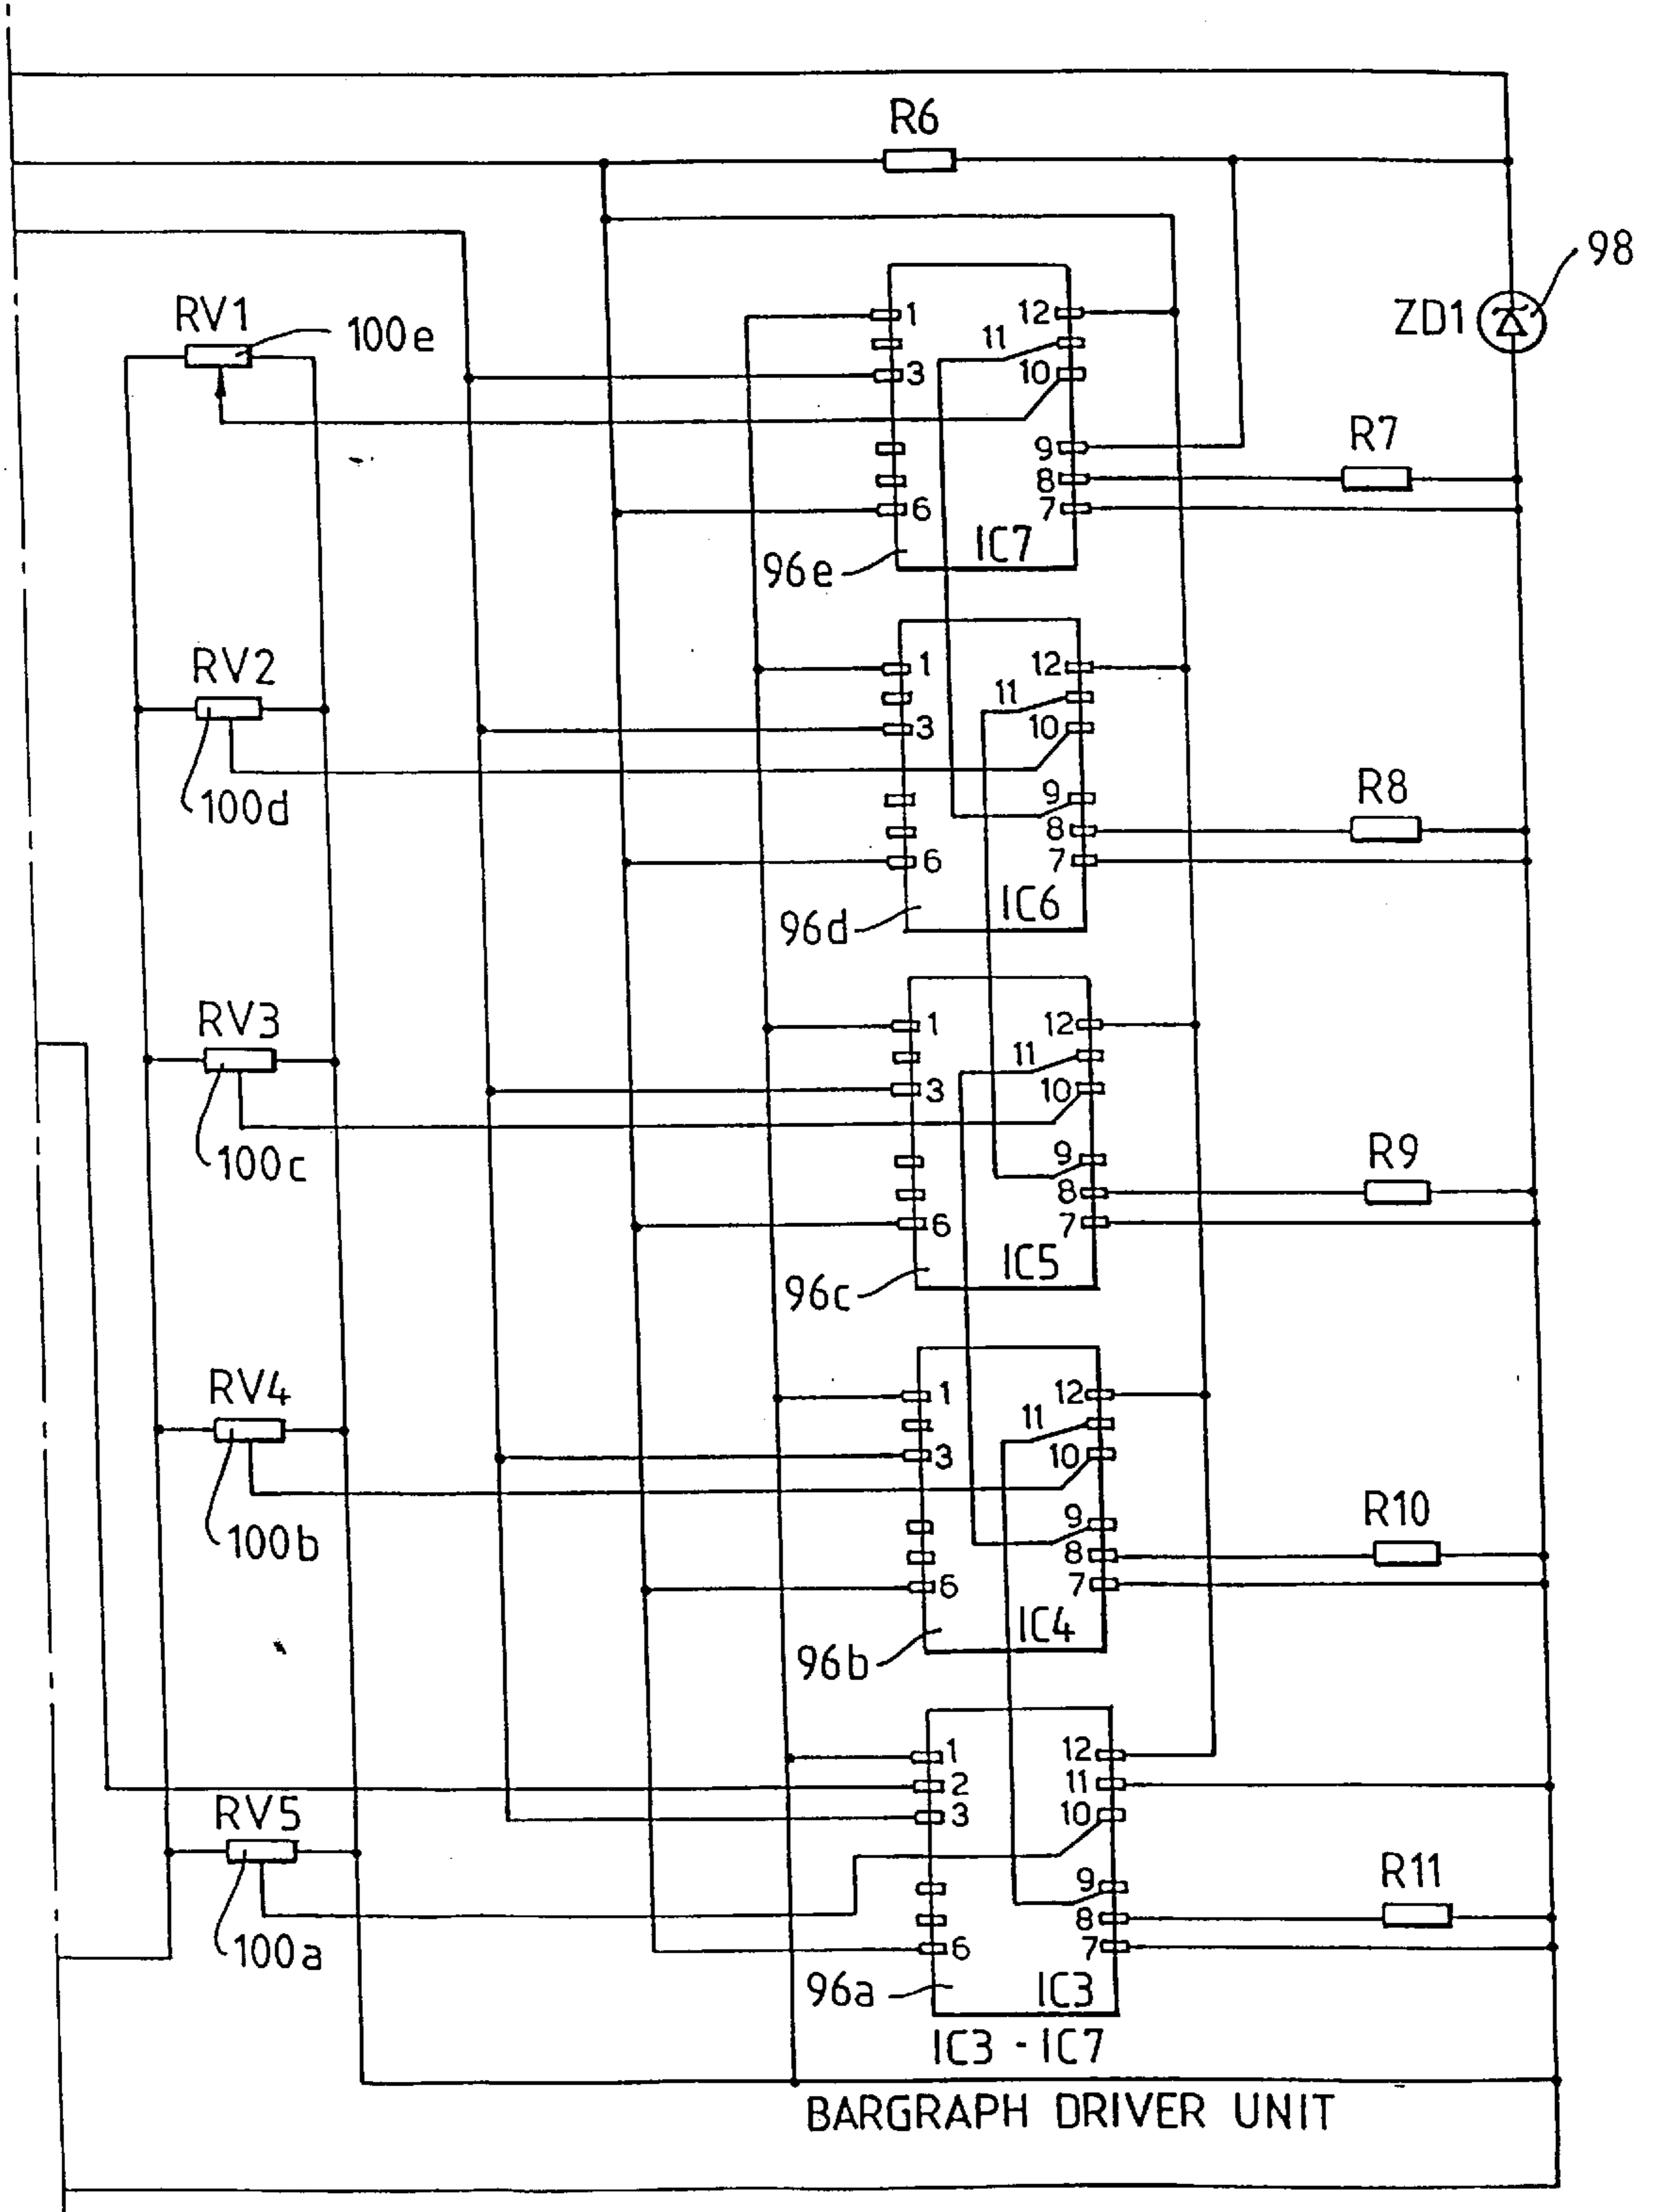 R6
98
ZD1
RV1
100e
1
12
11
3
10
9
R7
8
6
7
IC7
96e
RV2
1
12
11
3
10
100d
9
R8
8
6
7
IC6
96d
RV3
1
12
11
3
10
100c
9
R9
8
6
7
IC5
96c
RV4
1
12
11
3
10
100b
9
R10
8
6
7
IC4
96b
1
12
2
11
RV5
3
10
9
R11
8
100a
6
7
96a
IC3
IC3 - IC7
BARGRAPH DRIVER UNIT